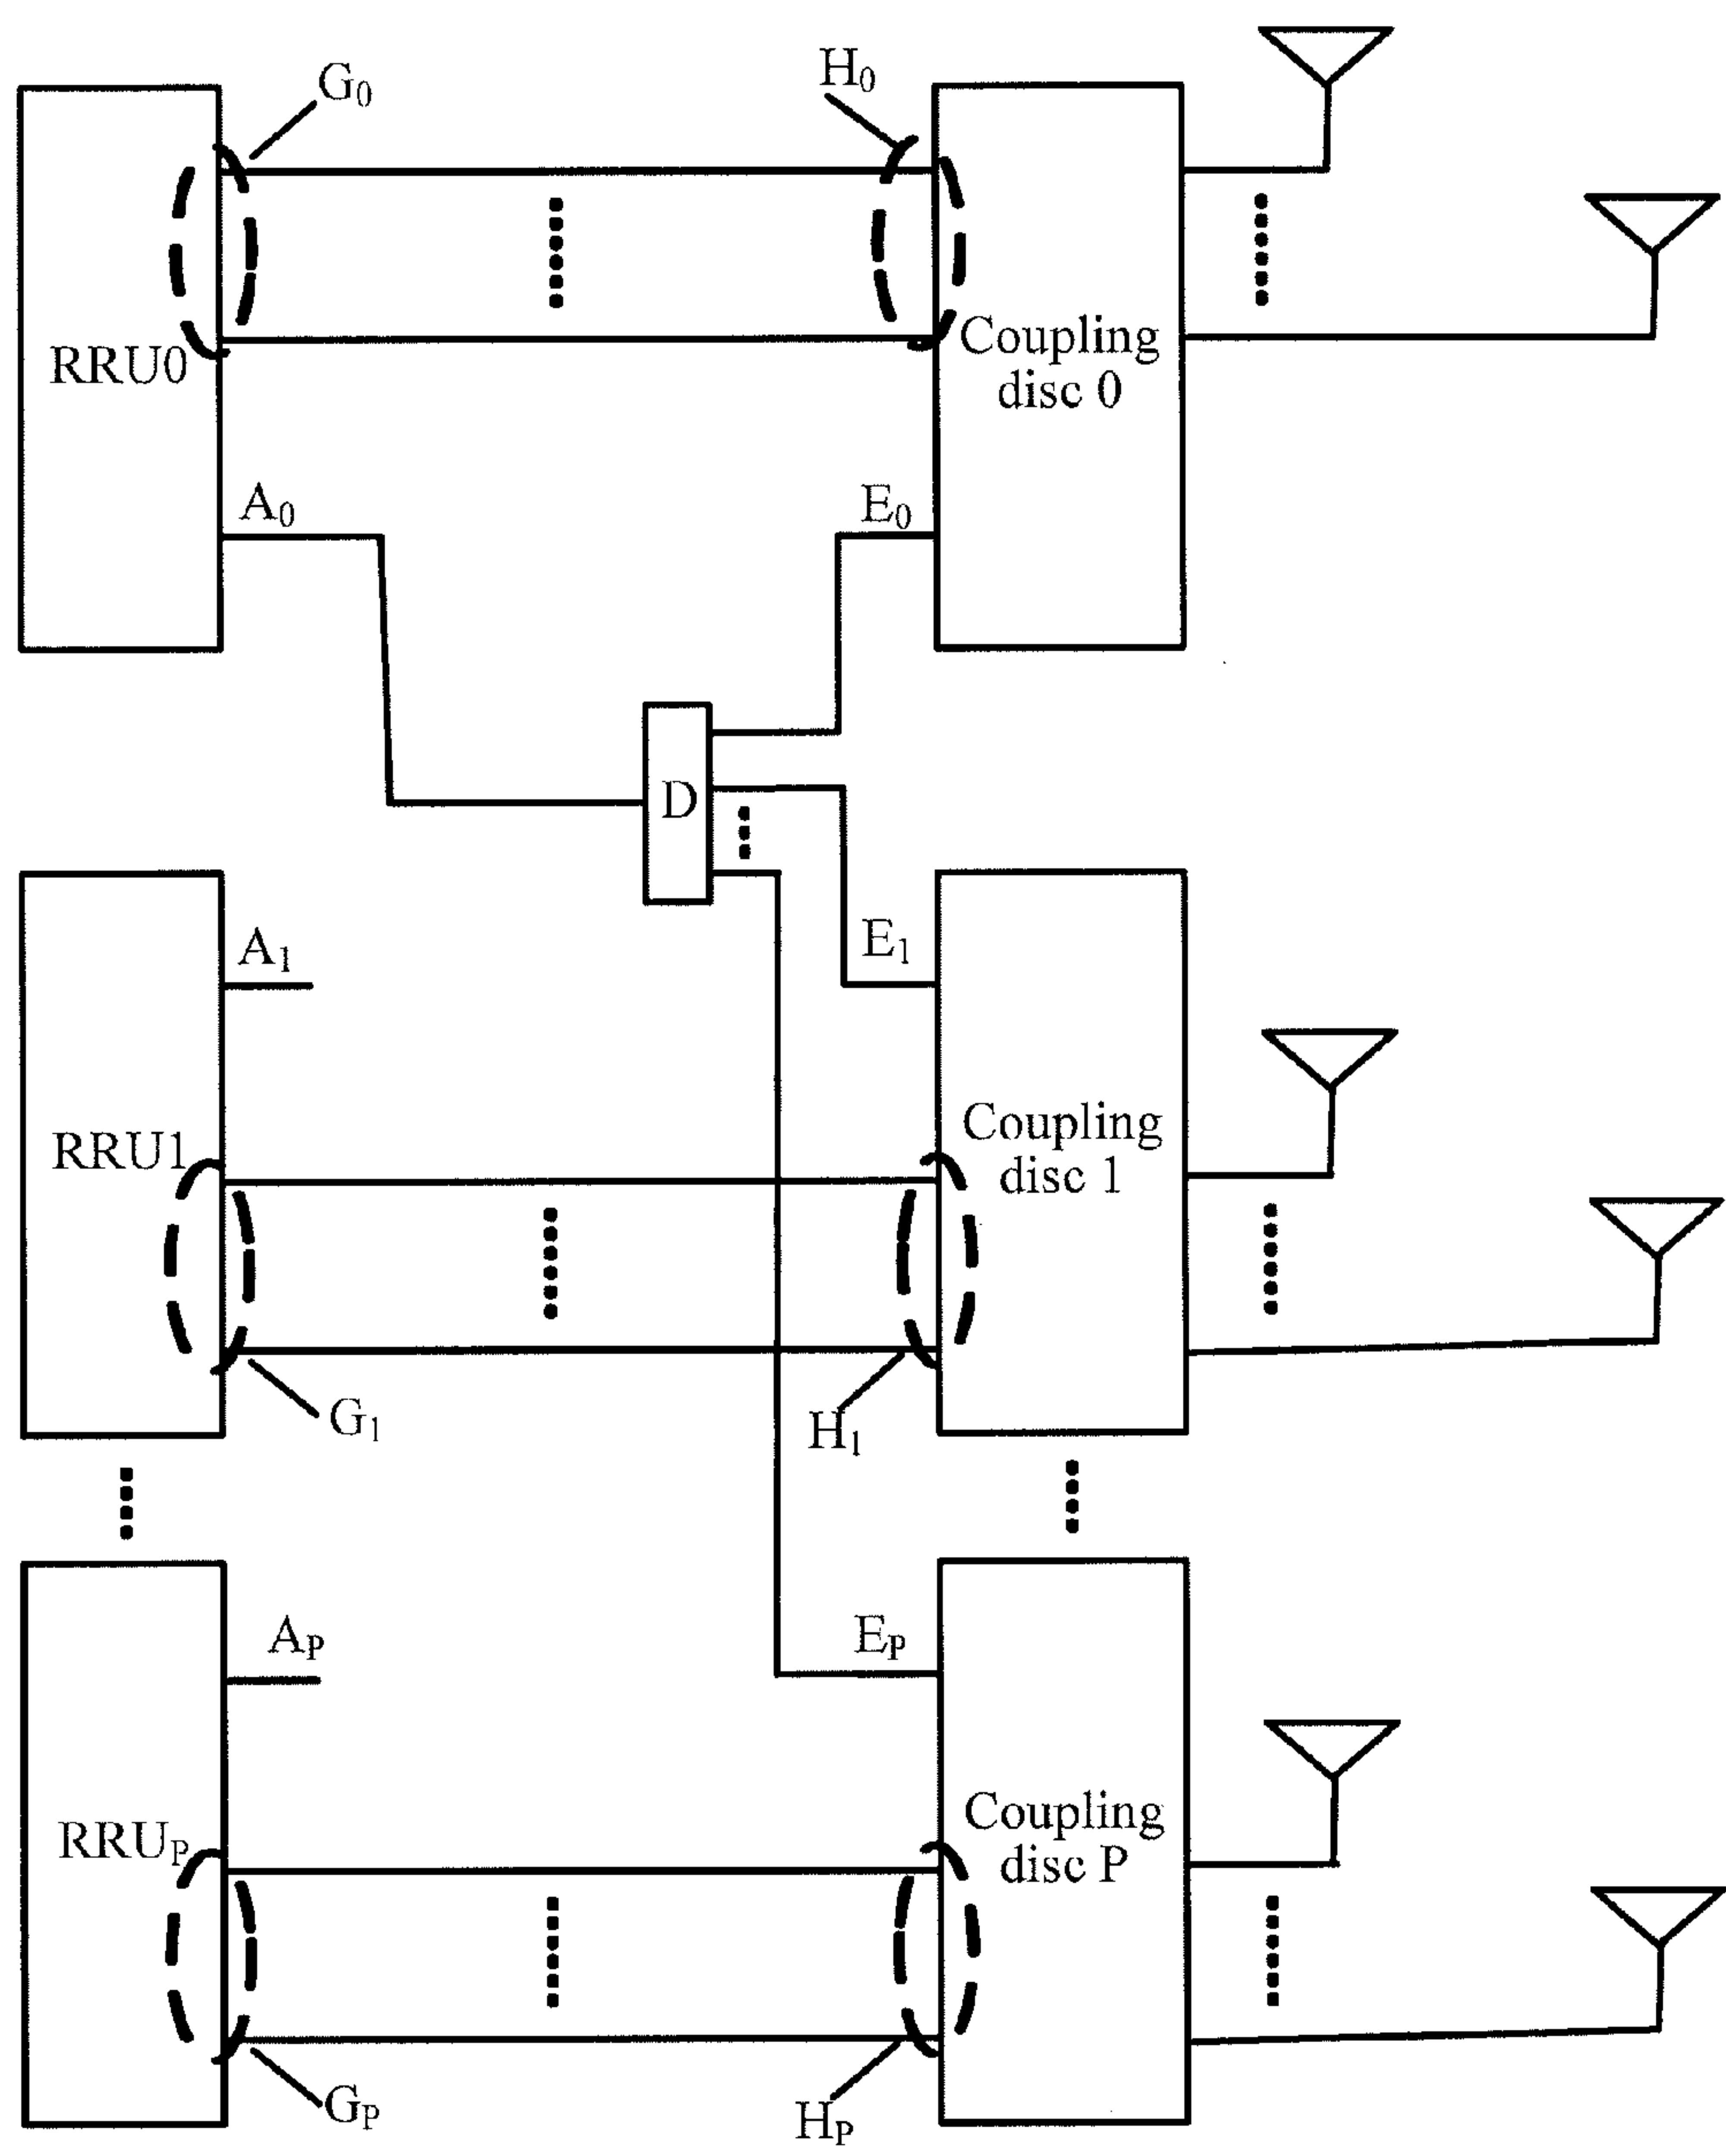 G₀
H₀
RRU0
Coupling
disc 0
A₀
E₀
D
A₁
E₁
RRU1
Coupling
disc 1
G₁
H₁
Aₚ
Eₚ
RRUₚ
Coupling
disc P
Gₚ
Hₚ